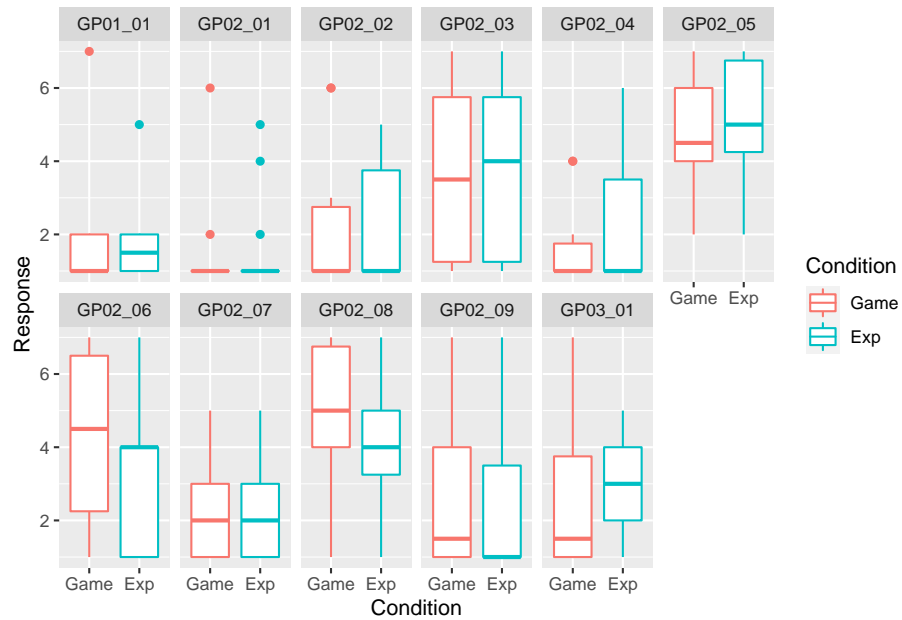 GP01_01 GP02_01 GP02_02 GP02_03 GP02_04 GP02_05
6
4
2
Game Exp
GP02_06 GP02_07 GP02_08 GP02_09 GP03_01
6
4
2
Game Exp Game Exp Game Exp Game Exp Game Exp
Condition
Response
Condition
Game
Exp